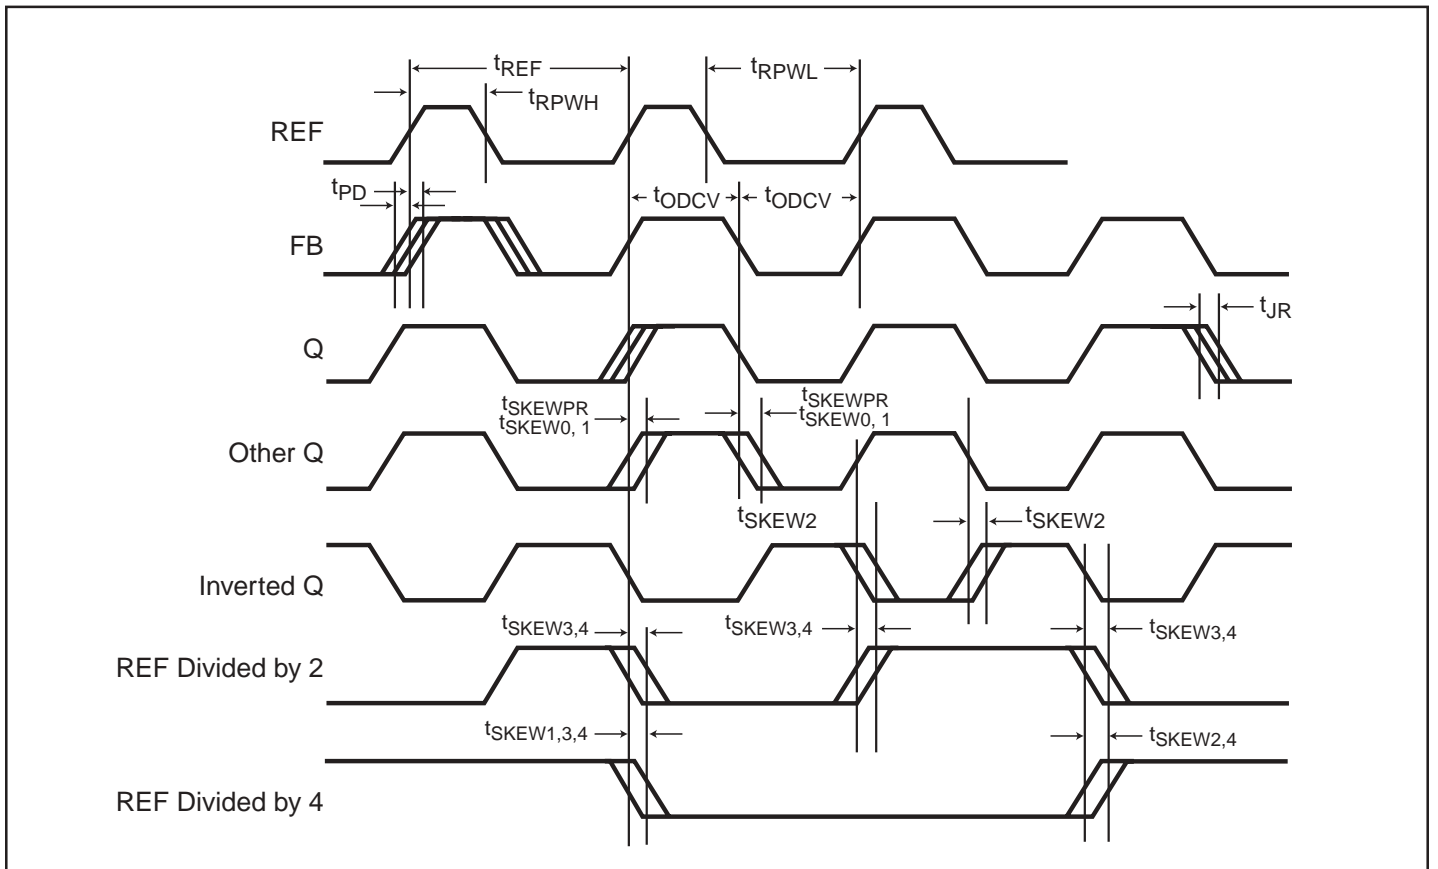 tREF
tRPWL
tRPWH
REF
tPD
tODCV
tODCV
FB
tJR
Q
tSKEWPR
tSKEW0, 1
tSKEWPR
tSKEW0, 1
Other Q
tSKEW2
tSKEW2
Inverted Q
tSKEW3,4
tSKEW3,4
tSKEW3,4
REF Divided by 2
tSKEW1,3,4
tSKEW2,4
REF Divided by 4